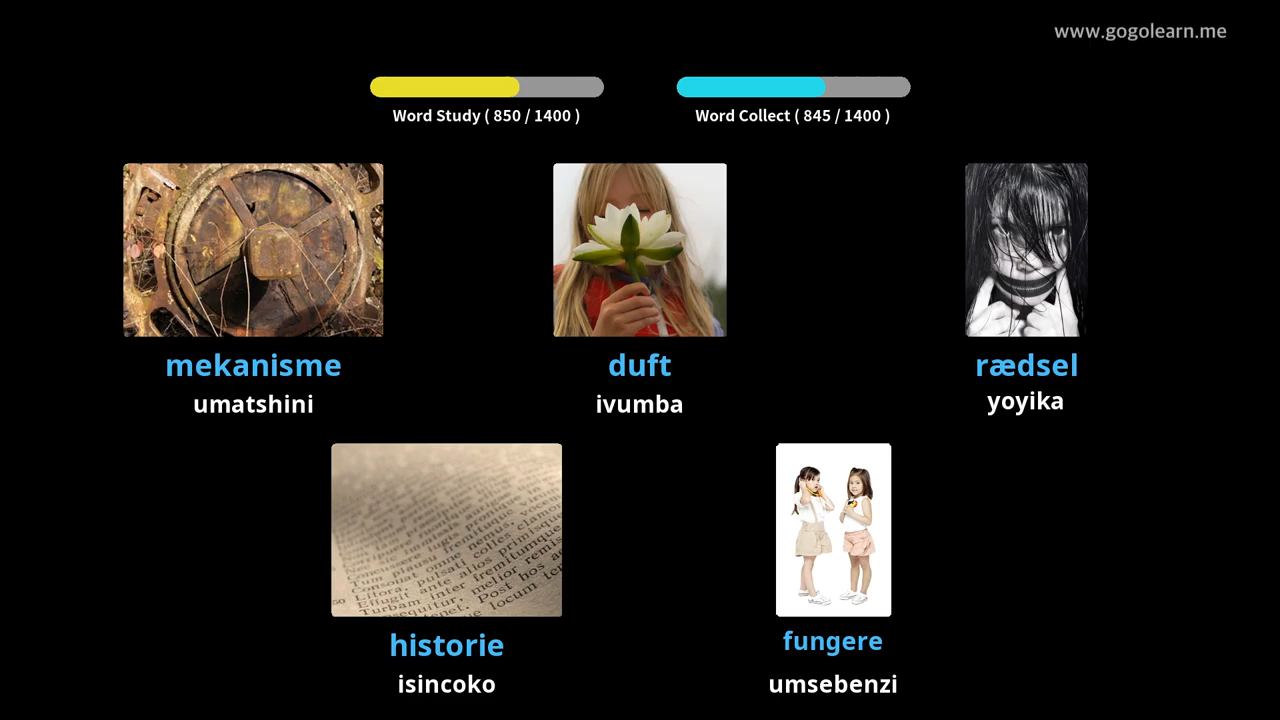 www.gogolearn.me
Word Study ( 850 / 1400 )
Word Collect ( 845 / 1400 )
mekanisme
umatshini
duft
ivumba
rædsel
yoyika
historie
isincoko
fungere
umsebenzi